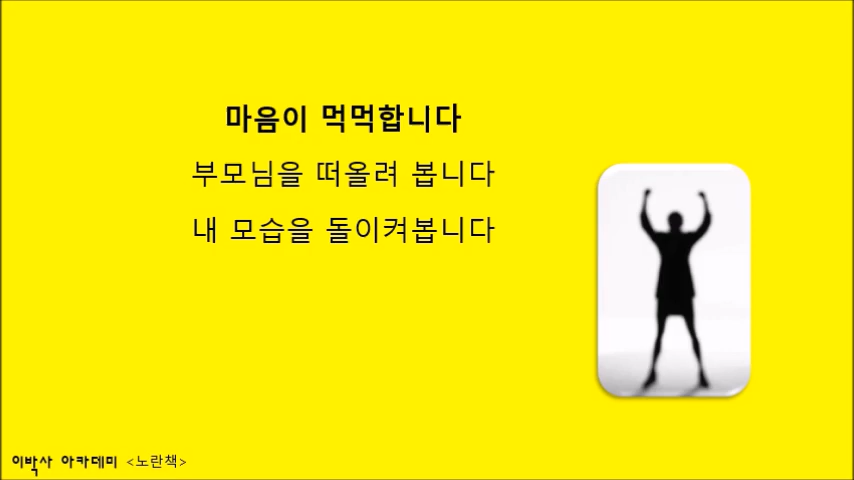 마음이 먹먹합니다
부모님을 떠올려 봅니다
내 모습을 돌이켜봅니다
이박사 아카데미 <노란책>